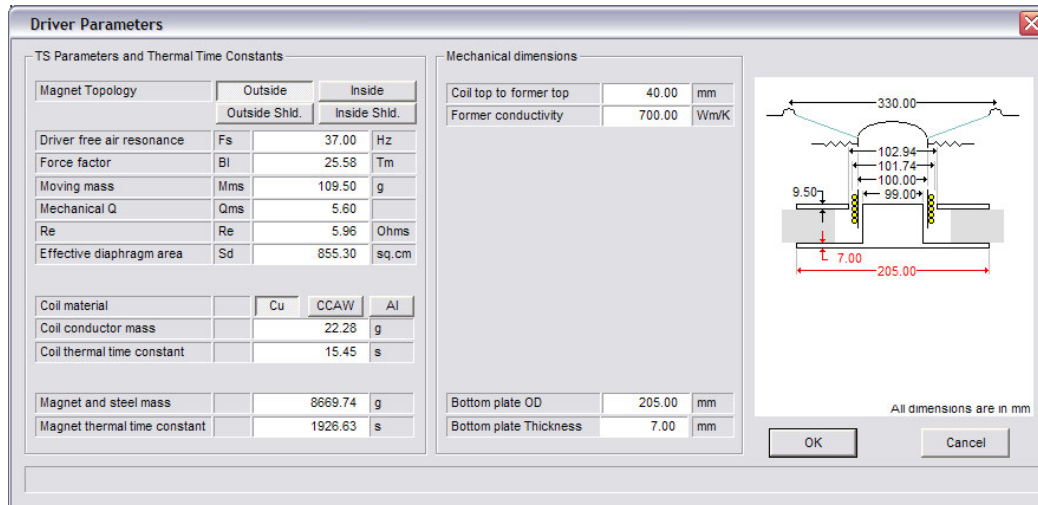 Driver Parameters
TS Parameters and Thermal Time Constants
Magnet Topology Outside Inside
Outside Shld. Inside Shld.
Driver free air resonance Fs 37.00 Hz
Force factor Bl 25.58 Tm
Moving mass Mms 109.50 g
Mechanical Q Qms 5.60
Re Re 5.96 Ohms
Effective diaphragm area Sd 855.30 sq.cm
Coil material Cu CCAW Al
Coil conductor mass 22.28 g
Coil thermal time constant 15.45 s
Magnet and steel mass 8669.74 g
Magnet thermal time constant 1926.63 s
Mechanical dimensions
Coil top to former top 40.00 mm
Former conductivity 700.00 Wm/K
Bottom plate OD 205.00 mm
Bottom plate Thickness 7.00 mm
330.00
102.94
101.74
100.00
9.50 99.00
7.00
205.00
All dimensions are in mm
OK Cancel